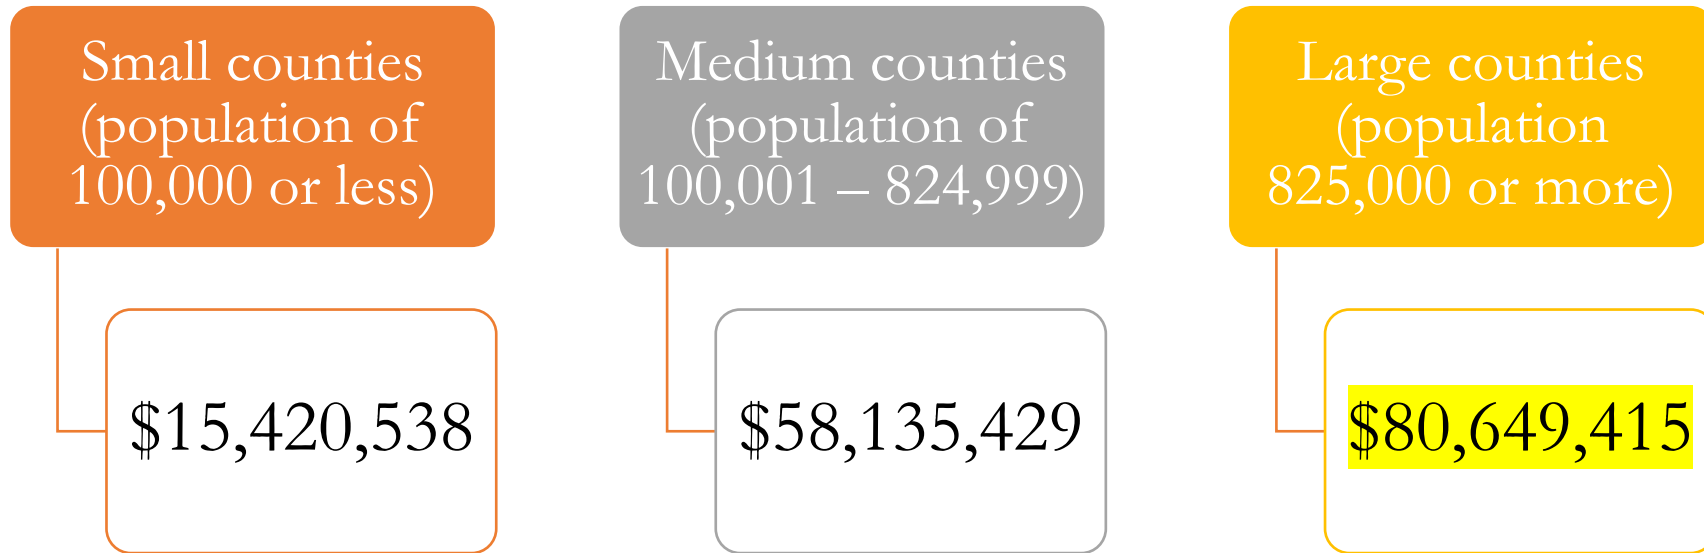 Small counties
(population of
100,000 or less)
$15,420,538
Medium counties
(population of
100,001 – 824,999)
$58,135,429
Large counties
(population
825,000 or more)
$80,649,415